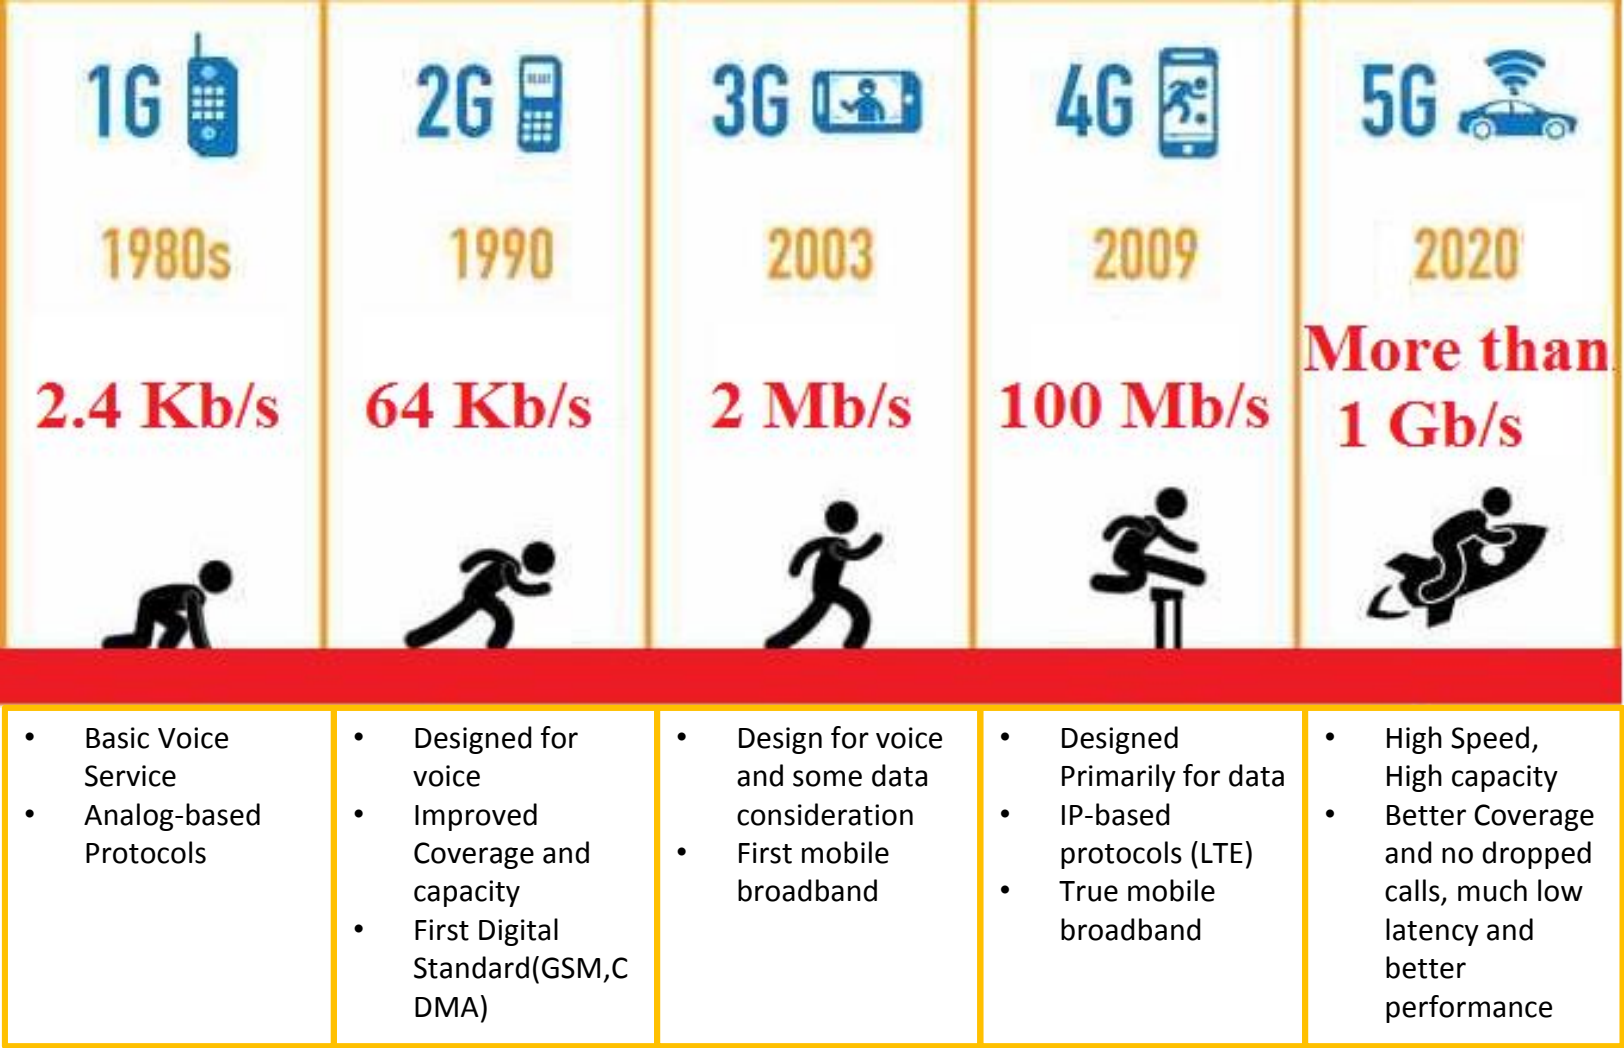 1G
2G
3G
4G
5G
1980s
1990
2003
2009
2020
2.4 Kb/s
64 Kb/s
2 Mb/s
100 Mb/s
More than
1 Gb/s
• Basic Voice
Service
• Analog-based
Protocols
• Designed for
voice
• Improved
Coverage and
capacity
• First Digital
Standard(GSM,C
DMA)
• Design for voice
and some data
consideration
• First mobile
broadband
• Designed
Primarily for data
• IP-based
protocols (LTE)
• True mobile
broadband
• High Speed,
High capacity
• Better Coverage
and no dropped
calls, much low
latency and
better
performance